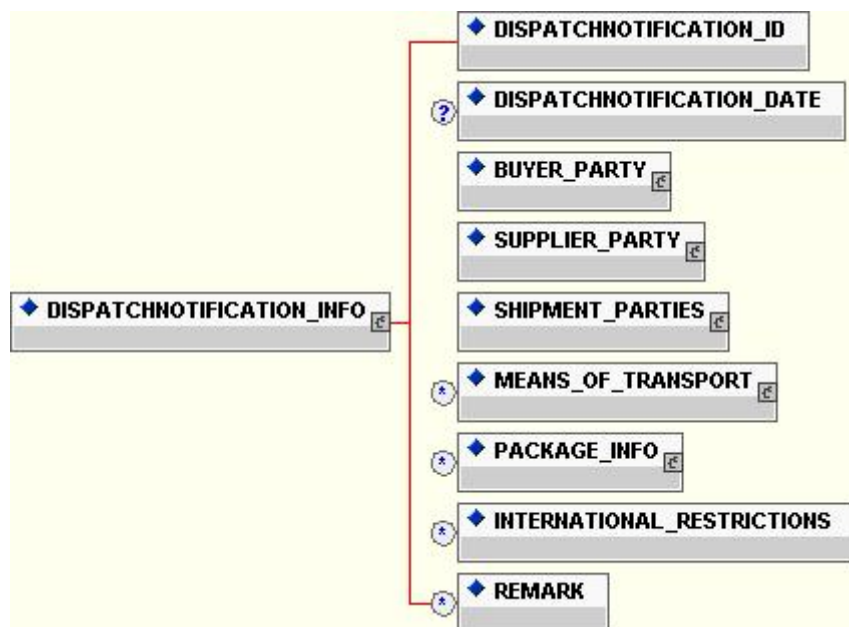 DISPATCHNOTIFICATION_ID
? DISPATCHNOTIFICATION_DATE
BUYER_PARTY
SUPPLIER_PARTY
DISPATCHNOTIFICATION_INFO
SHIPMENT_PARTIES
* MEANS_OF_TRANSPORT
* PACKAGE_INFO
* INTERNATIONAL_RESTRICTIONS
* REMARK